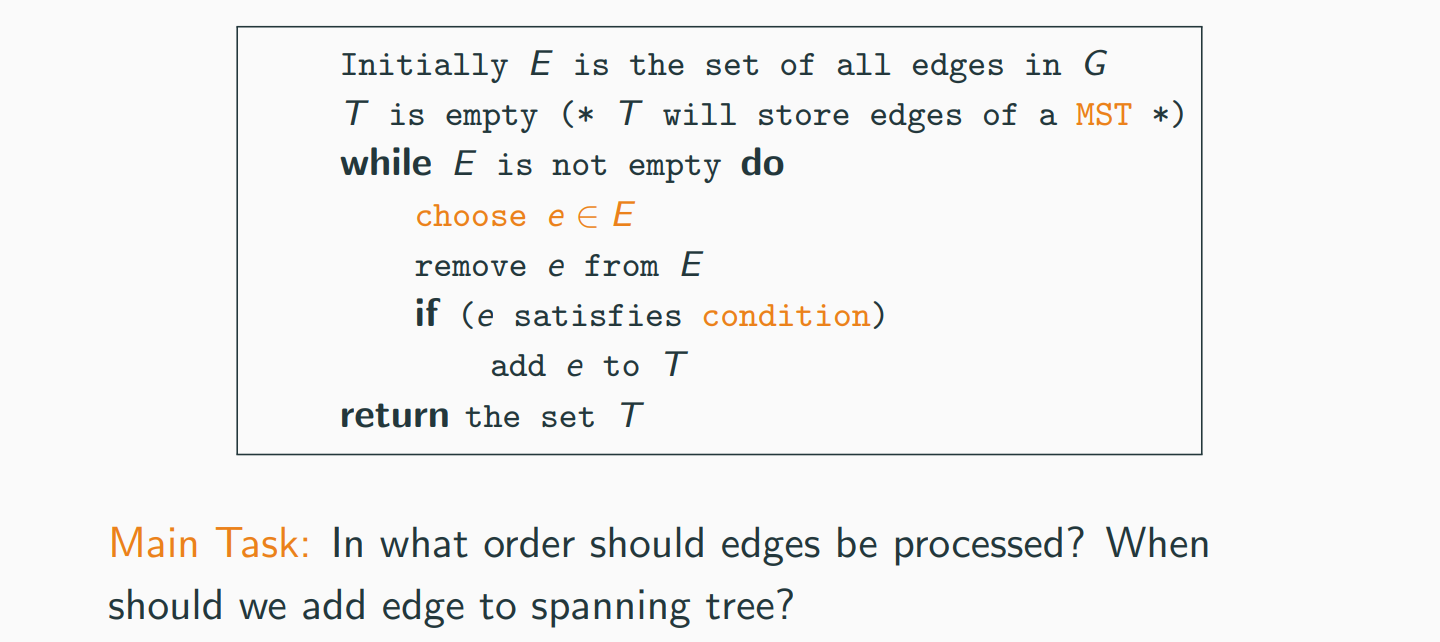 Initially E is the set of all edges in G
T is empty (* T will store edges of a MST *)
while E is not empty do
choose e ∈ E
remove e from E
if (e satisfies condition)
add e to T
return the set T
Main Task: In what order should edges be processed? When
should we add edge to spanning tree?